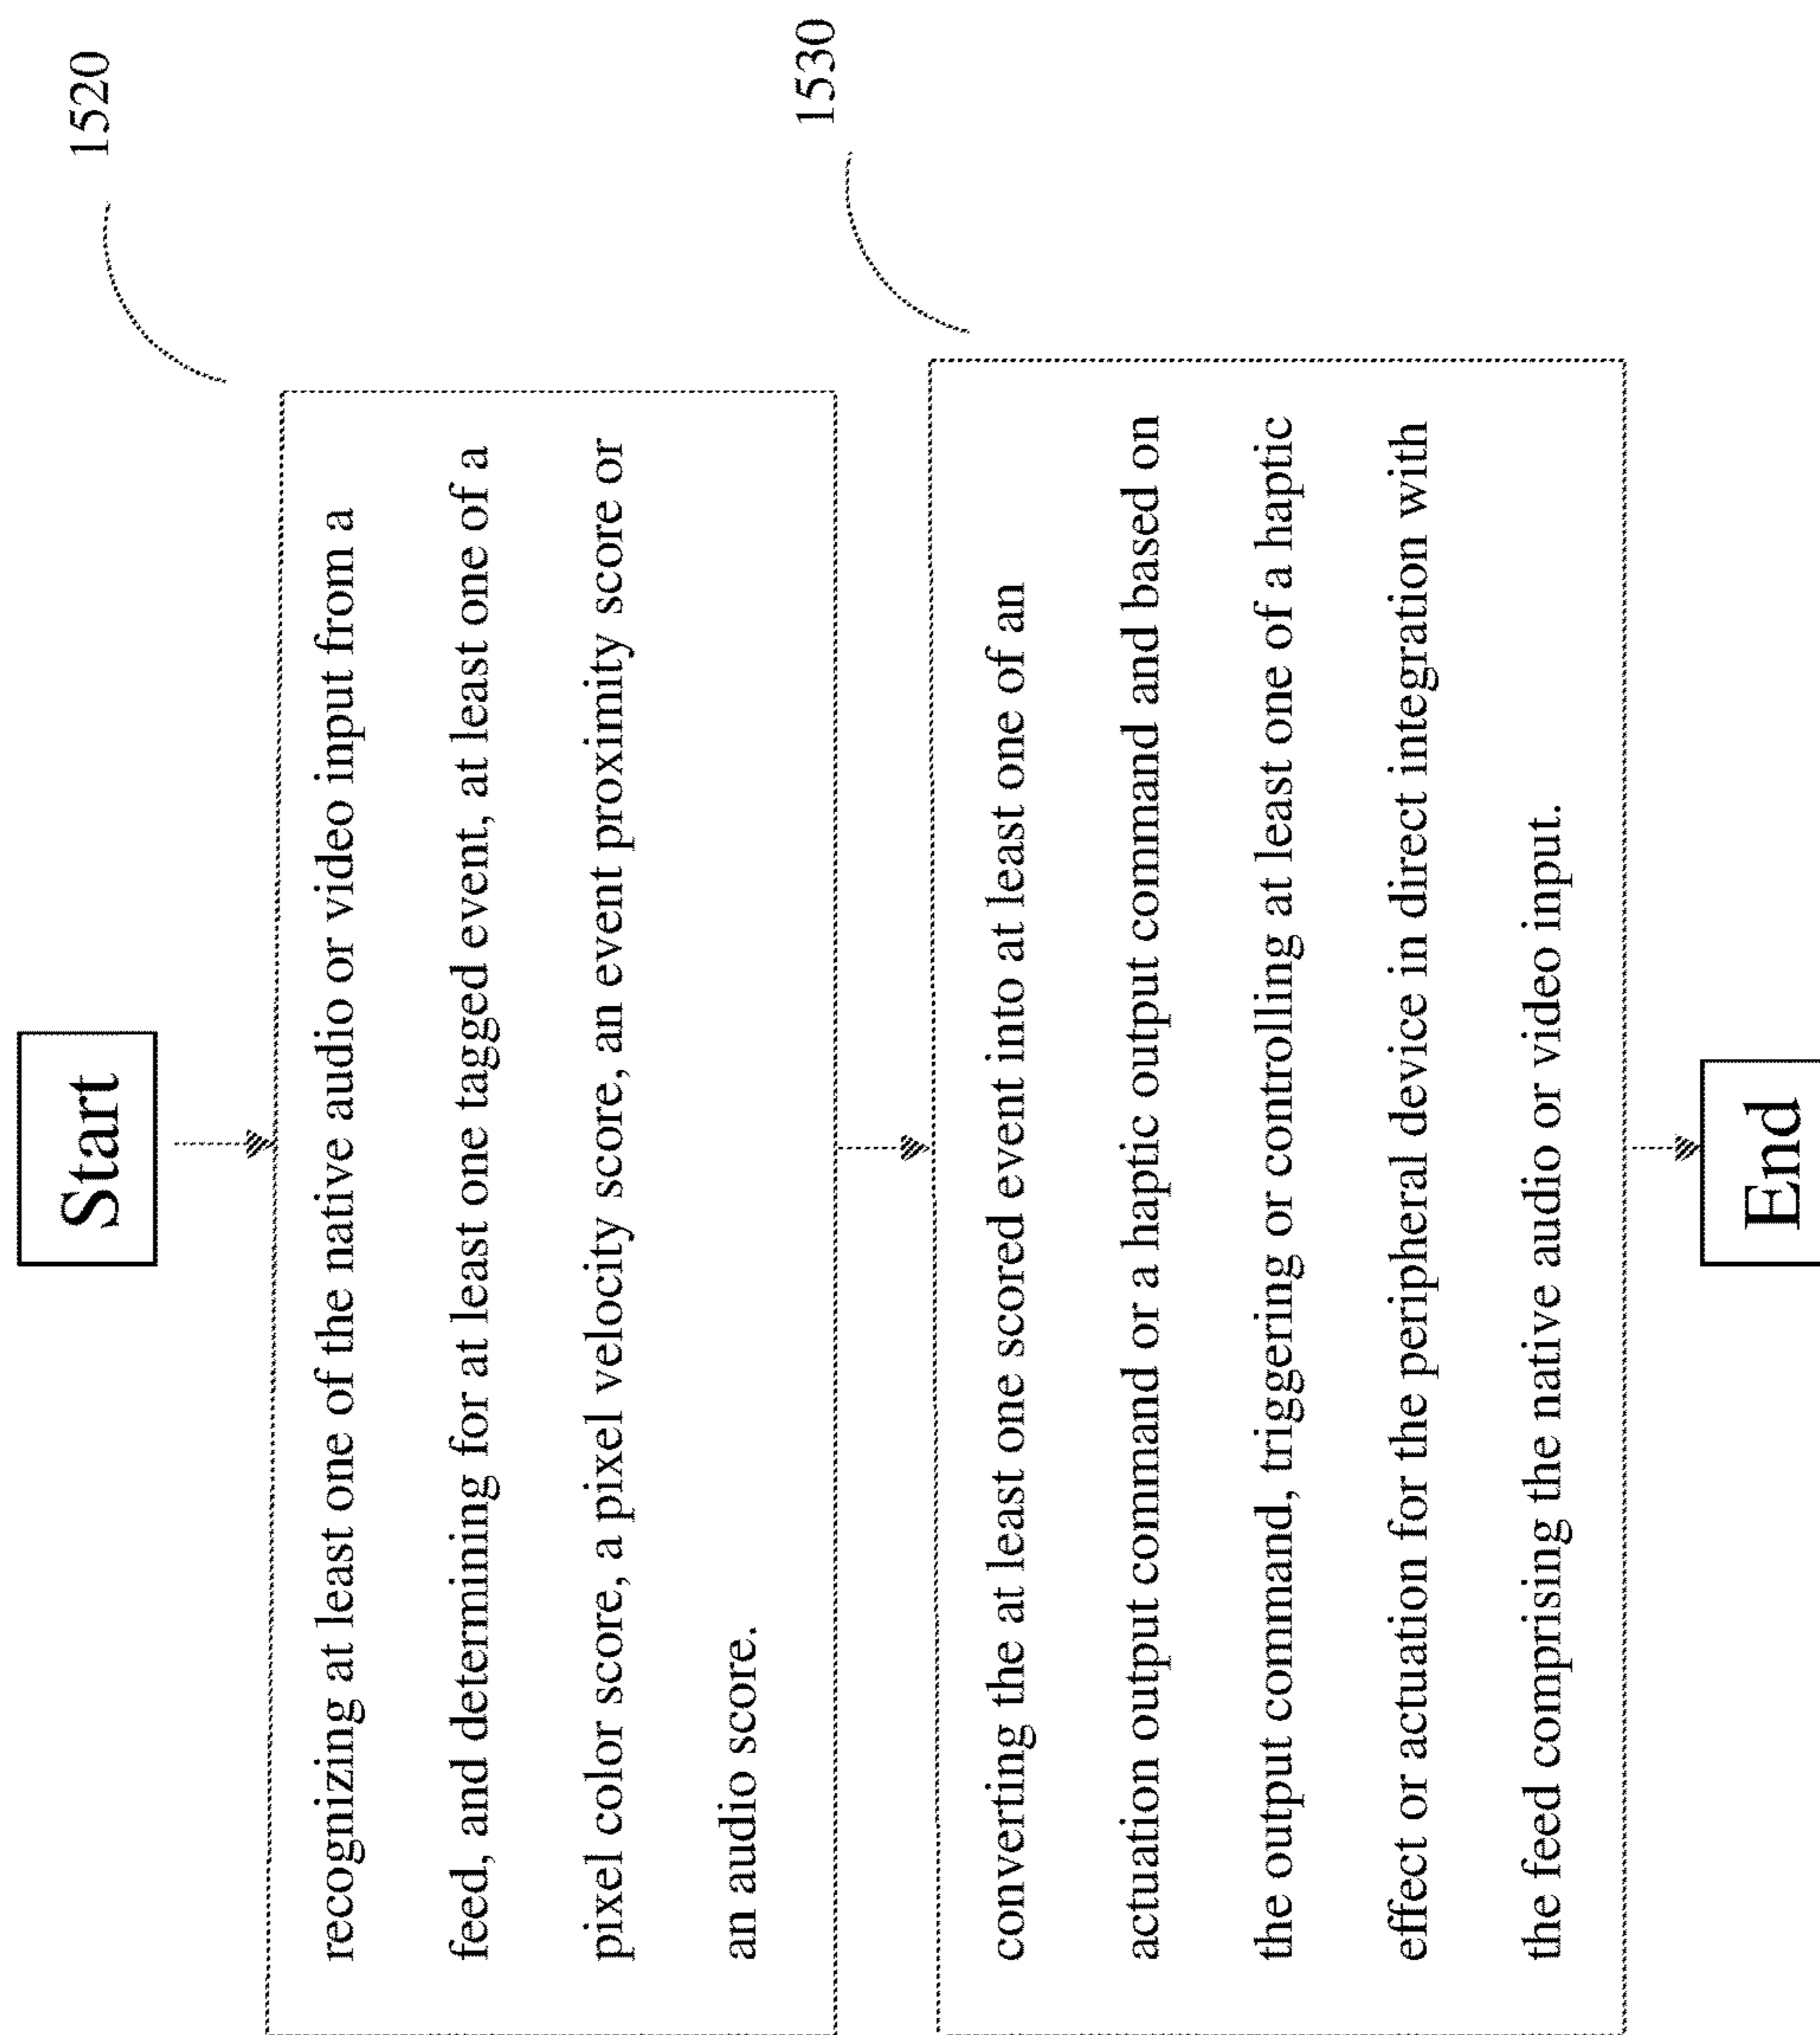 Start
1520
recognizing at least one of the native audio or video input from a
feed, and determining for at least one tagged event, at least one of a
pixel color score, a pixel velocity score, an event proximity score or
an audio score.
1530
converting the at least one scored event into at least one of an
actuation output command or a haptic output command and based on
the output command, triggering or controlling at least one of a haptic
effect or actuation for the peripheral device in direct integration with
the feed comprising the native audio or video input.
End